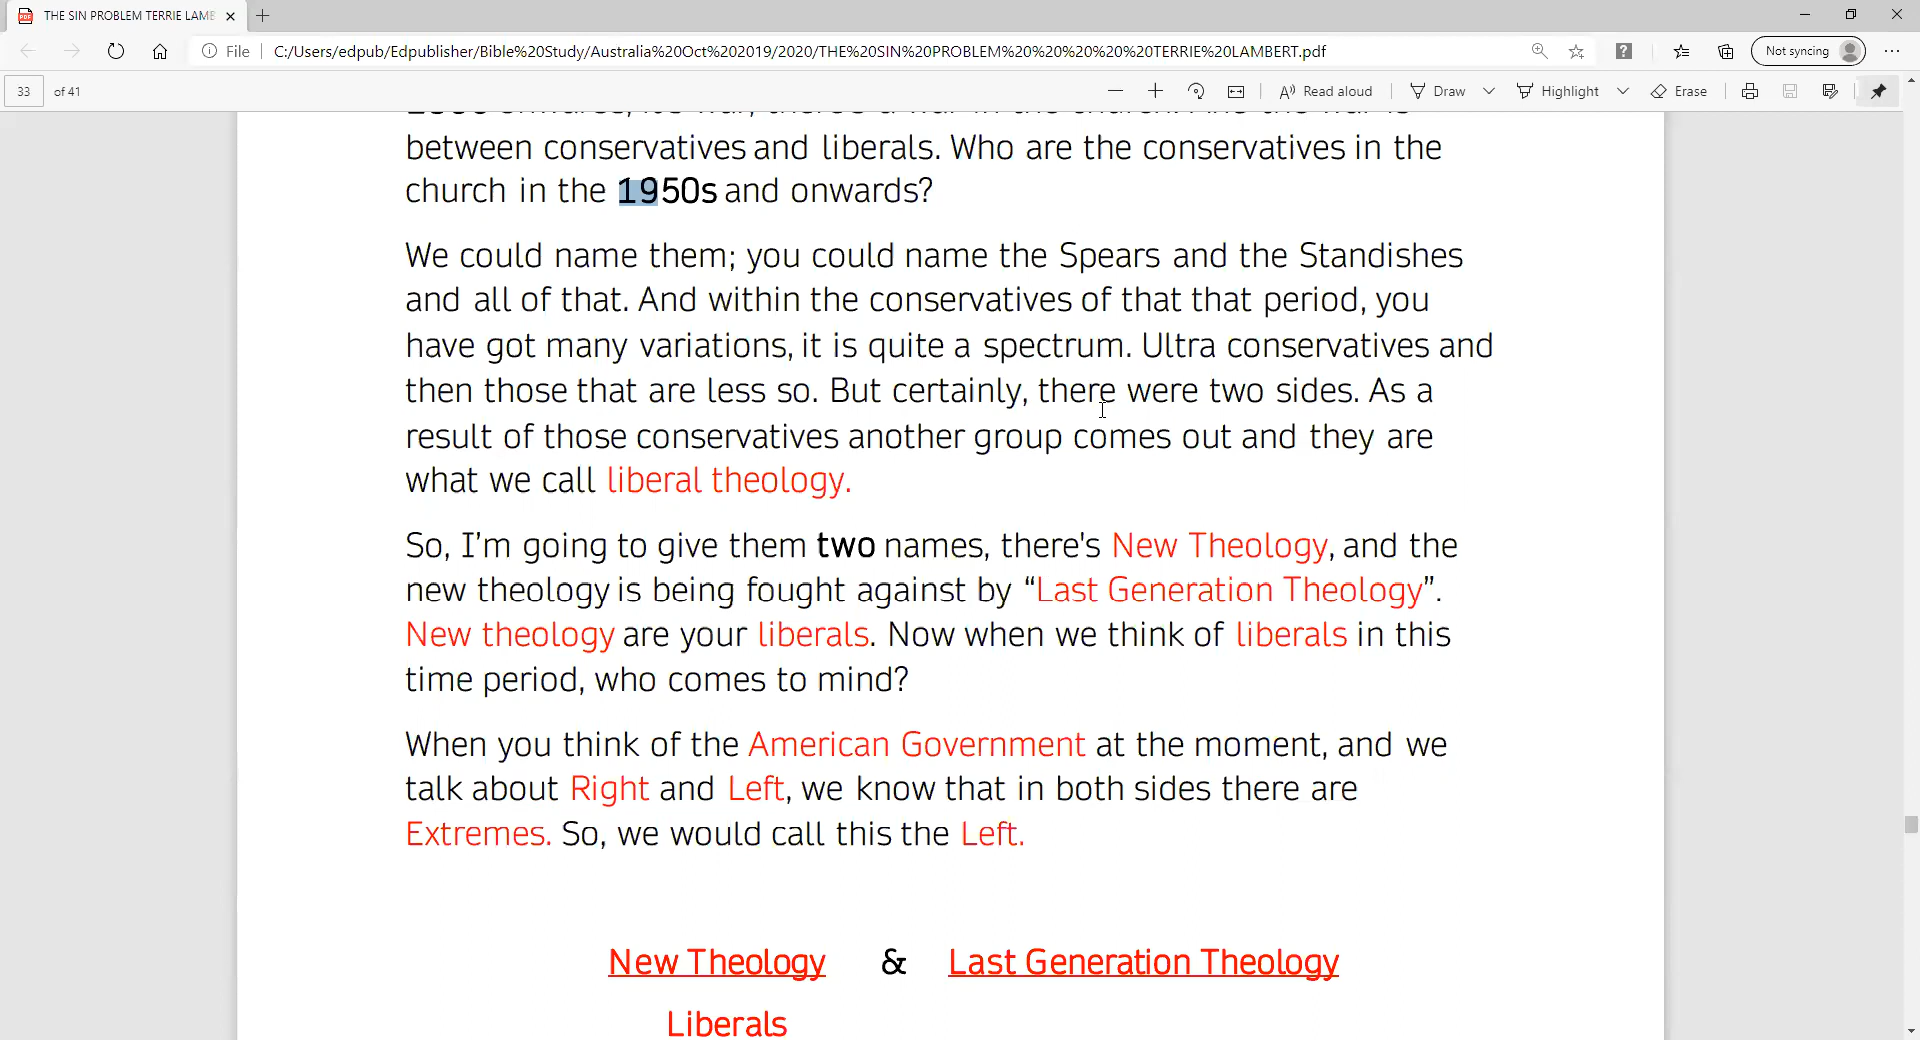 THE SIN PROBLEM TERRIE LAMB
File
C:/Users/edpub/Edpublisher/Bible%20Study/Australia%20Oct%202019/2020/THE%20SIN%20PROBLEM%20%20%20%20%20TERRIE%20LAMBERT.pdf
Not syncing
33 of 41
Read aloud
Draw
Highlight
Erase
between conservatives and liberals. Who are the conservatives in the
church in the 1950s and onwards?
We could name them; you could name the Spears and the Standishes
and all of that. And within the conservatives of that that period, you
have got many variations, it is quite a spectrum. Ultra conservatives and
then those that are less so. But certainly, there were two sides. As a
result of those conservatives another group comes out and they are
what we call liberal theology.
So, I’m going to give them two names, there's New Theology, and the
new theology is being fought against by “Last Generation Theology”.
New theology are your liberals. Now when we think of liberals in this
time period, who comes to mind?
When you think of the American Government at the moment, and we
talk about Right and Left, we know that in both sides there are
Extremes. So, we would call this the Left.
New Theology & Last Generation Theology
Liberals